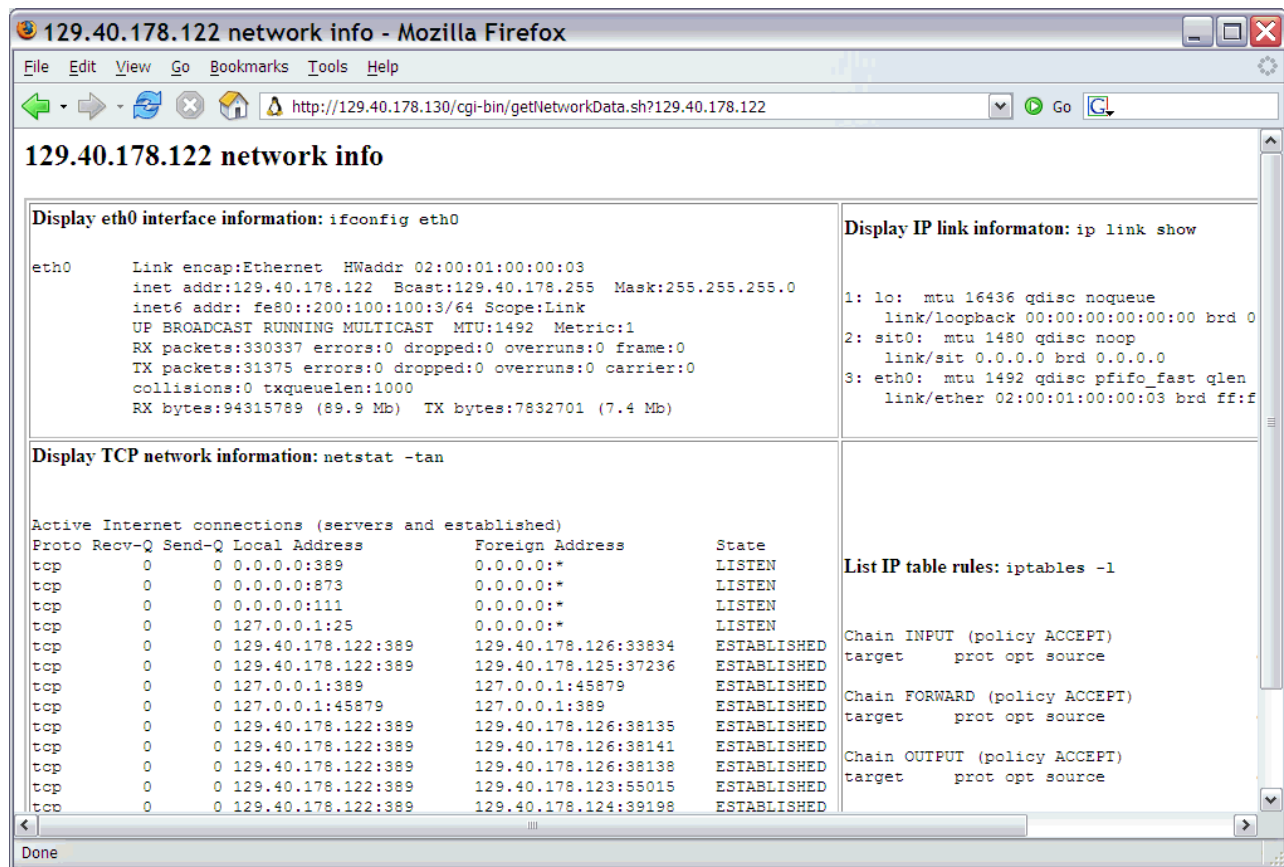 129.40.178.122 network info - Mozilla Firefox
File Edit View Go Bookmarks Tools Help
http://129.40.178.130/cgi-bin/getNetworkData.sh?129.40.178.122 Go G
129.40.178.122 network info
Display eth0 interface information: ifconfig eth0
eth0 Link encap:Ethernet HWaddr 02:00:01:00:00:03
inet addr:129.40.178.122 Bcast:129.40.178.255 Mask:255.255.255.0
inet6 addr: fe80::200:100:100:3/64 Scope:Link
UP BROADCAST RUNNING MULTICAST MTU:1492 Metric:1
RX packets:330337 errors:0 dropped:0 overruns:0 frame:0
TX packets:31375 errors:0 dropped:0 overruns:0 carrier:0
collisions:0 txqueuelen:1000
RX bytes:94315789 (89.9 Mb) TX bytes:7832701 (7.4 Mb)
Display IP link informaton: ip link show
1: lo: mtu 16436 qdisc noqueue
link/loopback 00:00:00:00:00:00 brd 0
2: sit0: mtu 1480 qdisc noop
link/sit 0.0.0.0 brd 0.0.0.0
3: eth0: mtu 1492 qdisc pfifo_fast qlen
link/ether 02:00:01:00:00:03 brd ff:f
Display TCP network information: netstat -tan
Active Internet connections (servers and established)
Proto Recv-Q Send-Q Local Address Foreign Address State
tcp 0 0 0.0.0.0:389 0.0.0.0:* LISTEN
tcp 0 0 0.0.0.0:873 0.0.0.0:* LISTEN
tcp 0 0 0.0.0.0:111 0.0.0.0:* LISTEN
tcp 0 0 127.0.0.1:25 0.0.0.0:* LISTEN
tcp 0 0 129.40.178.122:389 129.40.178.126:33834 ESTABLISHED
tcp 0 0 129.40.178.122:389 129.40.178.125:37236 ESTABLISHED
tcp 0 0 127.0.0.1:389 127.0.0.1:45879 ESTABLISHED
tcp 0 0 127.0.0.1:45879 127.0.0.1:389 ESTABLISHED
tcp 0 0 129.40.178.122:389 129.40.178.126:38135 ESTABLISHED
tcp 0 0 129.40.178.122:389 129.40.178.126:38141 ESTABLISHED
tcp 0 0 129.40.178.122:389 129.40.178.126:38138 ESTABLISHED
tcp 0 0 129.40.178.122:389 129.40.178.123:55015 ESTABLISHED
tcp 0 0 129.40.178.122:389 129.40.178.124:39198 ESTABLISHED
List IP table rules: iptables -l
Chain INPUT (policy ACCEPT)
target prot opt source
Chain FORWARD (policy ACCEPT)
target prot opt source
Chain OUTPUT (policy ACCEPT)
target prot opt source
Done